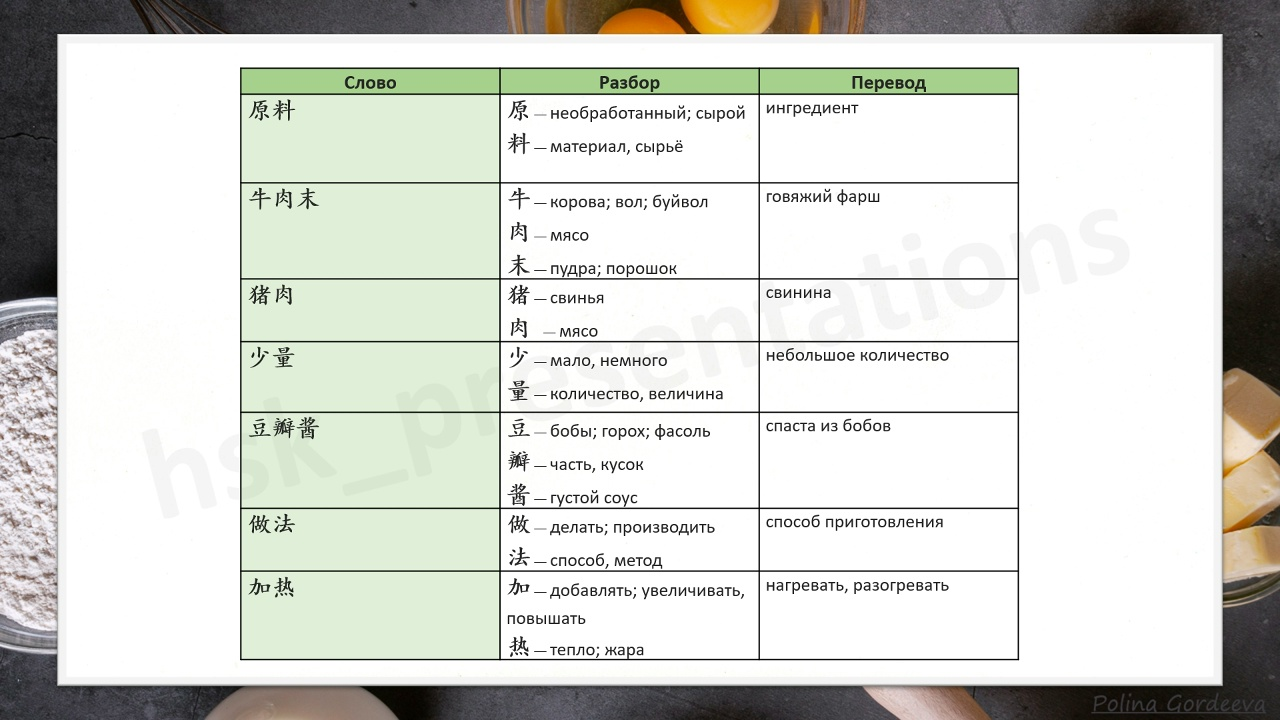 Слово Разбор Перевод
原料 原 — необработанный; сырой ингредиент
料 — материал, сырьё
牛肉末 牛 — корова; вол; буйвол говяжий фарш
肉 — мясо
末 — пудра; порошок
猪肉 猪 — свинья свинина
肉 — мясо
少量 少 — мало, немного небольшое количество
量 — количество, величина
豆瓣酱 豆 — бобы; горох; фасоль спаста из бобов
瓣 — часть, кусок
酱 — густой соус
做法 做 — делать; производить способ приготовления
法 — способ, метод
加热 加 — добавлять; увеличивать, нагревать, разогревать
повышать
热 — тепло; жара
hsk_presentations
Polina Gordeeva